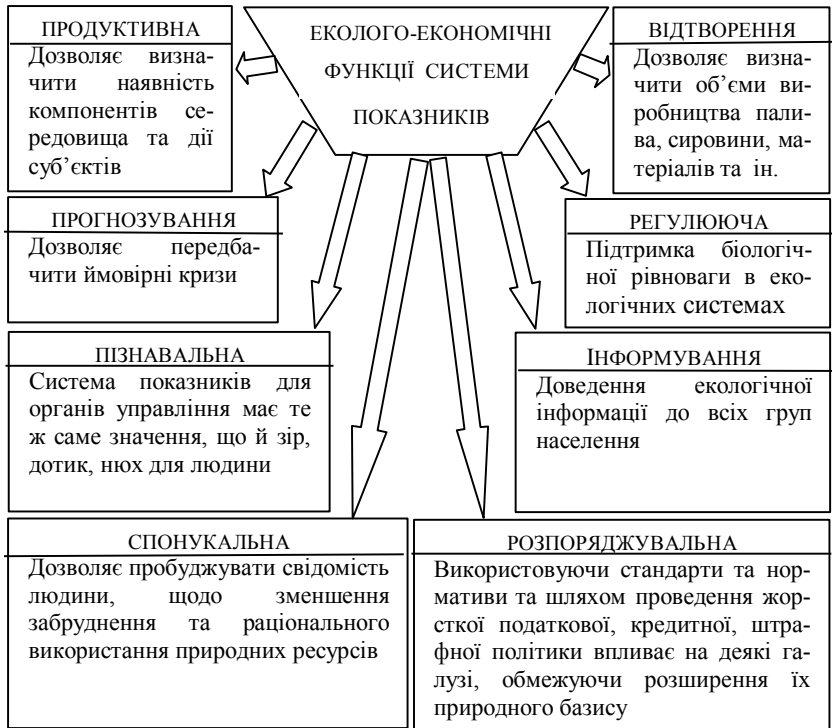 ЕКОЛОГО-ЕКОНОМІЧНІ
ФУНКЦІЇ СИСТЕМИ
ПОКАЗНИКІВ
ПРОДУКТИВНА
Дозволяє визна-
чити наявність
компонентів се-
редовища та дії
суб’єктів
ВІДТВОРЕННЯ
Дозволяє визна-
чити об’єми ви-
робництва пали-
ва, сировини, ма-
теріалів та ін.
ПРОГНОЗУВАННЯ
Дозволяє передба-
чити ймовірні кризи
РЕГУЛЮЮЧА
Підтримка біологіч-
ної рівноваги в еко-
логічних системах
ПІЗНАВАЛЬНА
Система показників для
органів управління має те
ж саме значення, що й зір,
дотик, нюх для людини
ІНФОРМУВАННЯ
Доведення екологічної
інформації до всіх груп
населення
СПОНУКАЛЬНА
Дозволяє пробуджувати свідомість
людини, щодо зменшення
забруднення та раціонального
використання природних ресурсів
РОЗПОРЯДЖУВАЛЬНА
Використовуючи стандарти та нор-
мативи та шляхом проведення жор-
сткої податкової, кредитної, штра-
фної політики впливає на деякі га-
лузі, обмежуючи розширення їх
природного базису